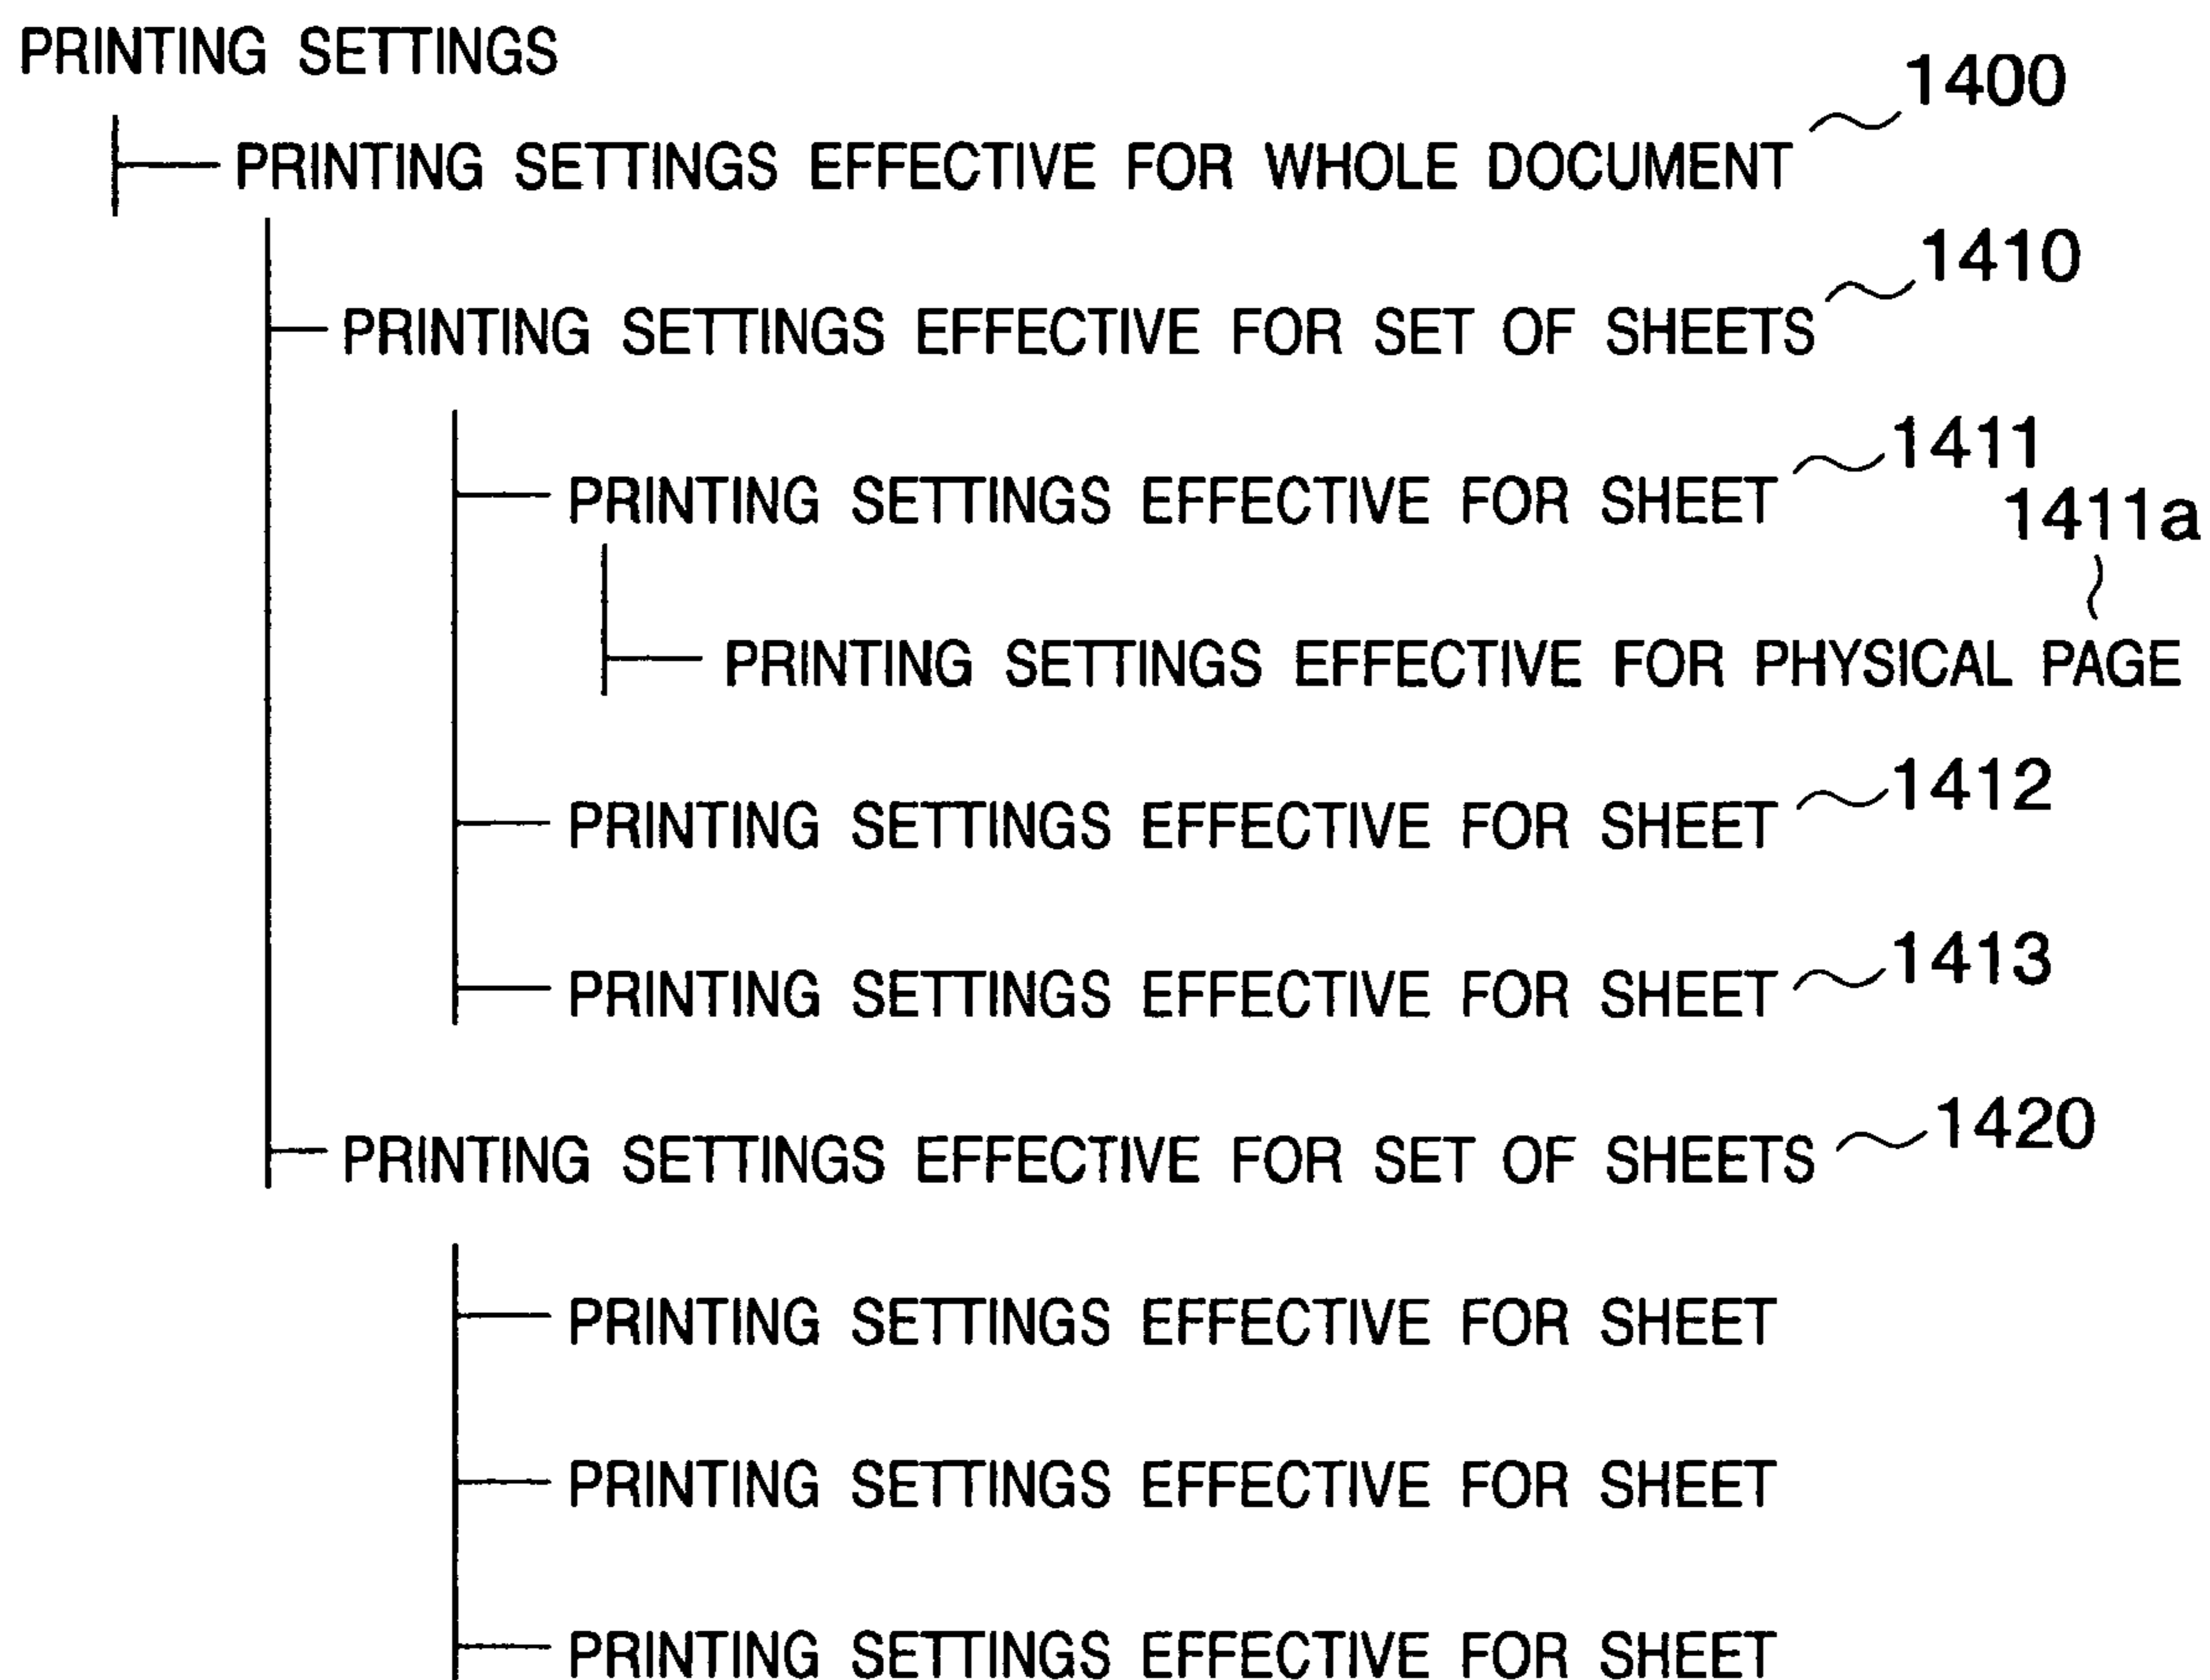 PRINTING SETTINGS
PRINTING SETTINGS EFFECTIVE FOR WHOLE DOCUMENT 1400
PRINTING SETTINGS EFFECTIVE FOR SET OF SHEETS 1410
PRINTING SETTINGS EFFECTIVE FOR SHEET 1411
1411a
PRINTING SETTINGS EFFECTIVE FOR PHYSICAL PAGE
PRINTING SETTINGS EFFECTIVE FOR SHEET 1412
PRINTING SETTINGS EFFECTIVE FOR SHEET 1413
PRINTING SETTINGS EFFECTIVE FOR SET OF SHEETS 1420
PRINTING SETTINGS EFFECTIVE FOR SHEET
PRINTING SETTINGS EFFECTIVE FOR SHEET
PRINTING SETTINGS EFFECTIVE FOR SHEET